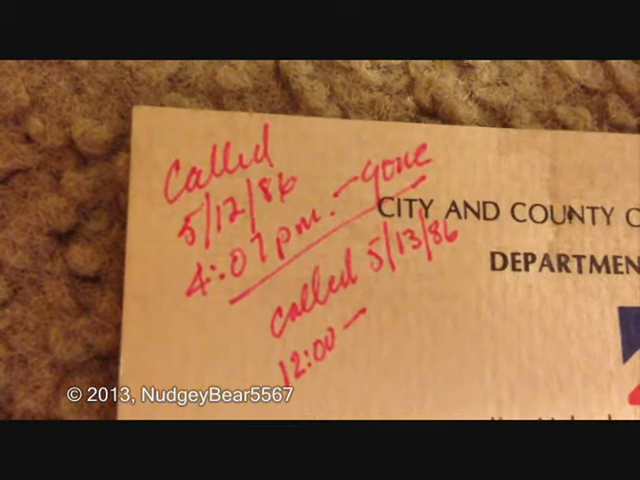 Called
5/12/86
4:07 pm. – gone
called 5/13/86
12:00 –
CITY AND COUNTY O
DEPARTMEN
© 2013, NudgeyBear5567